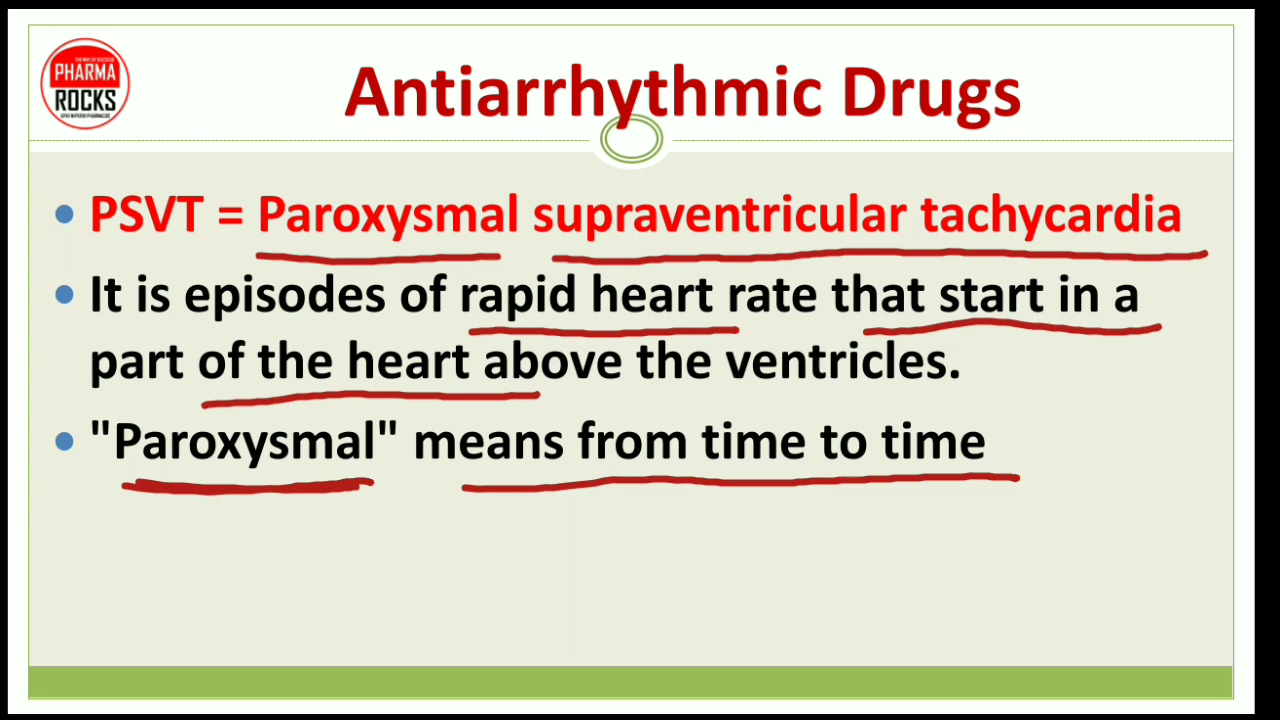 PHARMA
ROCKS
Antiarrhythmic Drugs
• PSVT = Paroxysmal supraventricular tachycardia
• It is episodes of rapid heart rate that start in a
part of the heart above the ventricles.
• "Paroxysmal" means from time to time